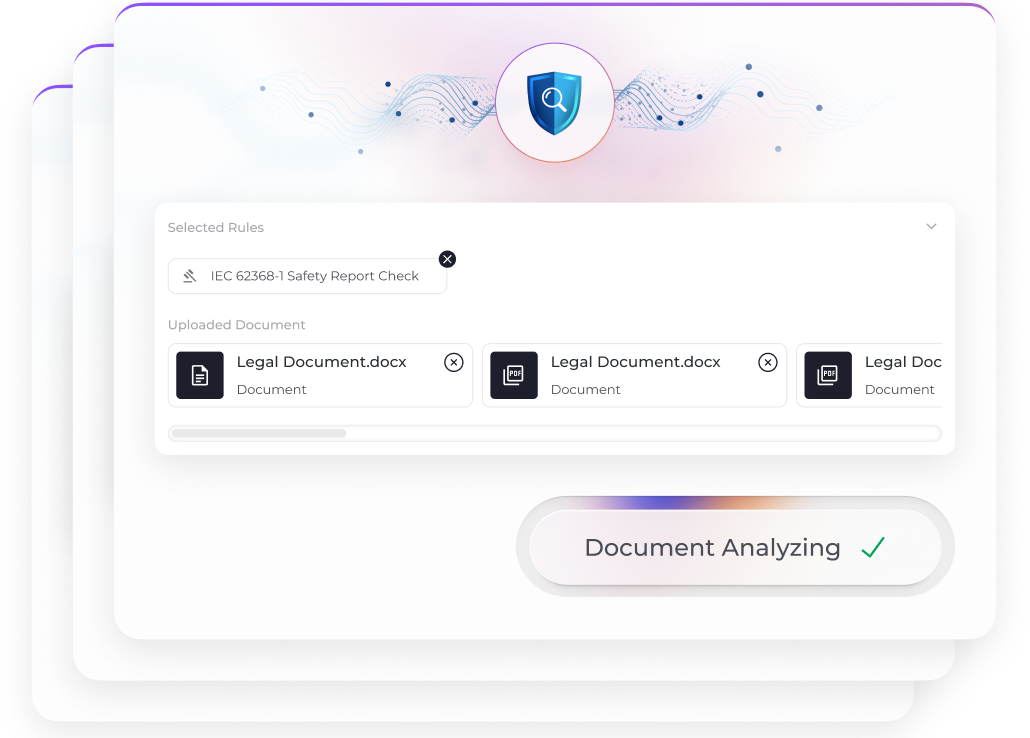 Selected Rules
IEC 62368-1 Safety Report Check
Uploaded Document
Legal Document.docx
Document
PDF
Legal Document.docx
Document
PDF
Legal Doc
Document
Document Analyzing